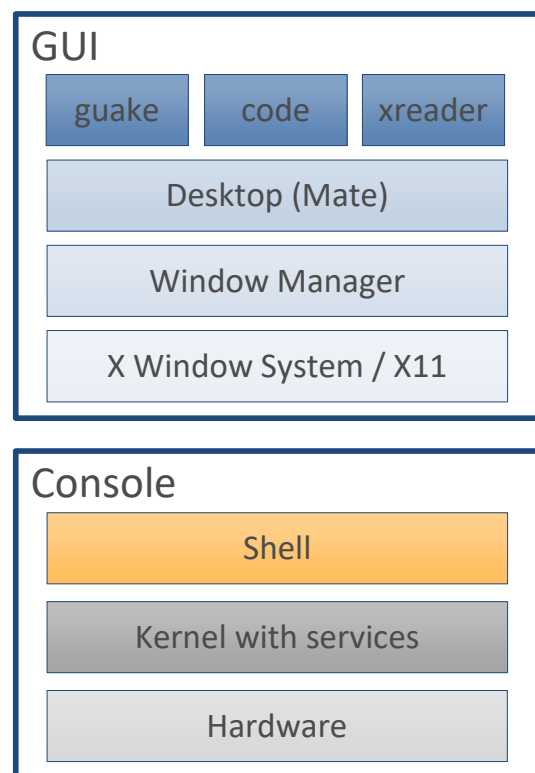 GUI
guake code xreader
Desktop (Mate)
Window Manager
X Window System / X11
Console
Shell
Kernel with services
Hardware